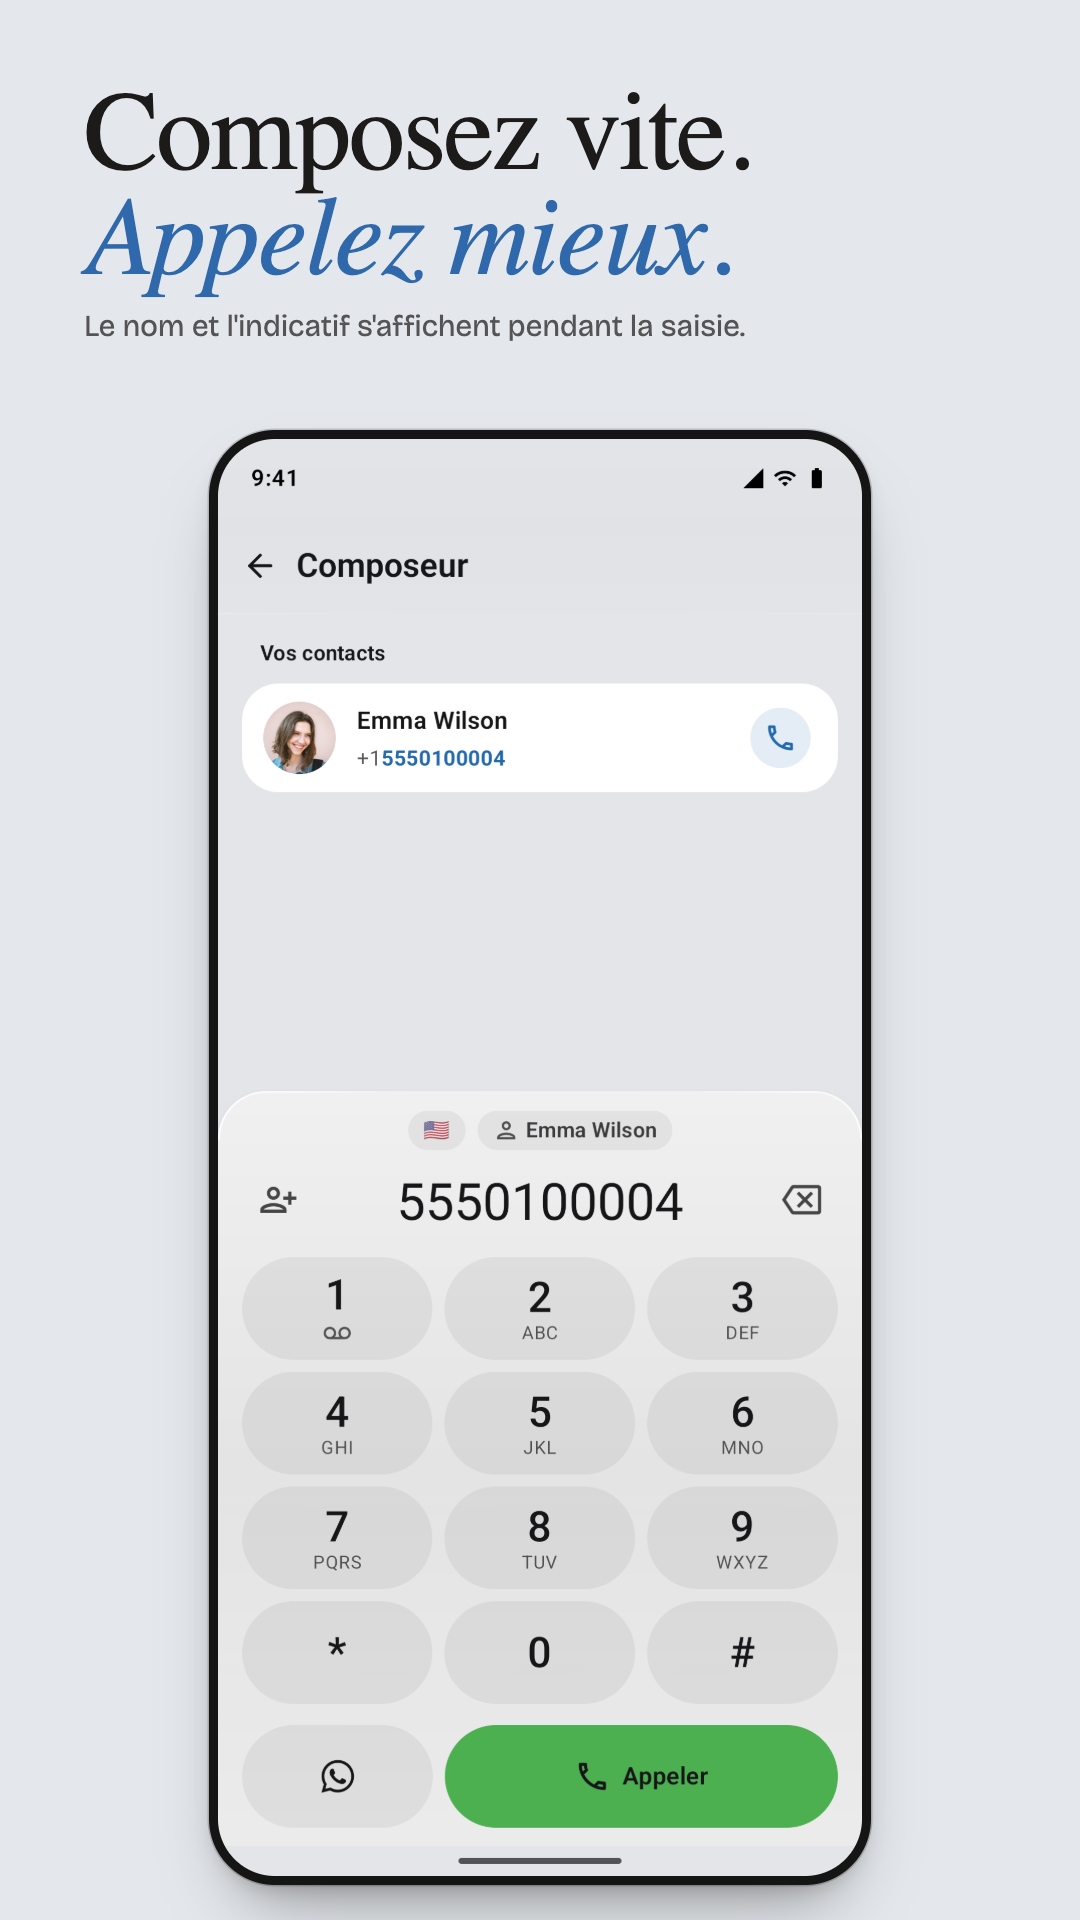 Composez vite.
Appelez mieux.
Le nom et l'indicatif s'affichent pendant la saisie.
9:41
Composeur
Vos contacts
Emma Wilson
+15550100004
Emma Wilson
5550100004
1 2 3
ABC DEF
4 5 6
GHI JKL MNO
7 8 9
PQRS TUV WXYZ
* 0 #
Appeler